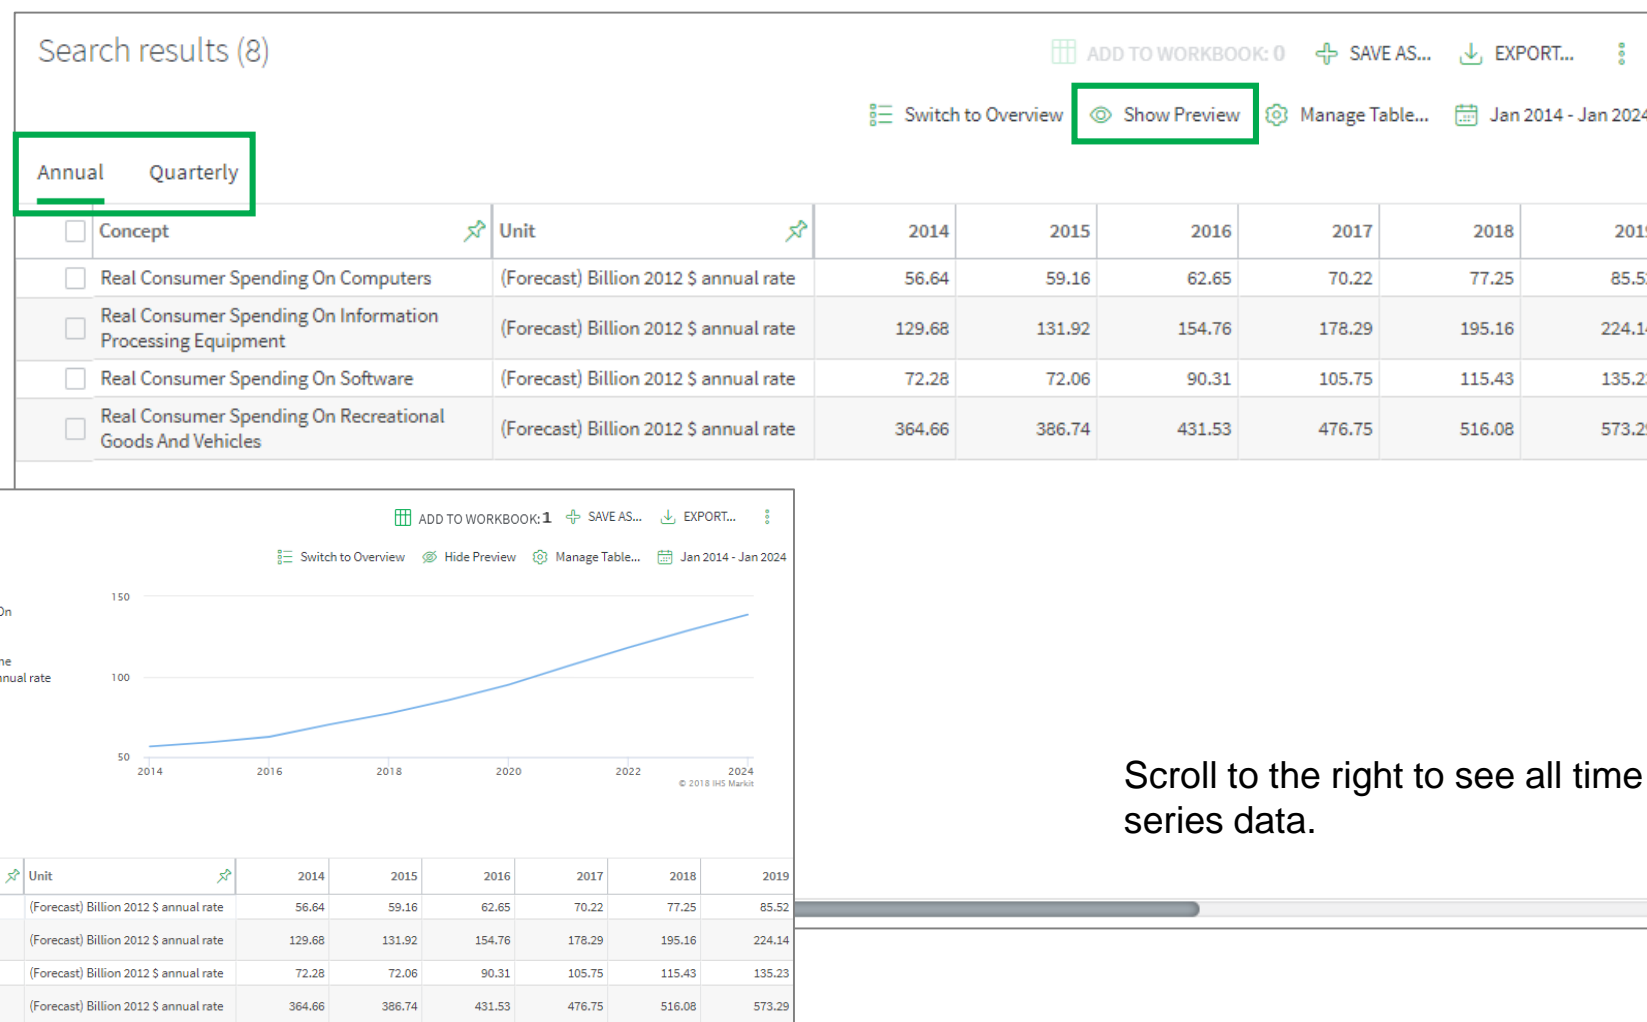 Search results (8)
ADD TO WORKBOOK: 0 SAVE AS... EXPORT...
Switch to Overview Show Preview Manage Table... Jan 2014 - Jan 2024
Annual Quarterly
Concept Unit 2014 2015 2016 2017 2018 2019
Real Consumer Spending On Computers (Forecast) Billion 2012 $ annual rate 56.64 59.16 62.65 70.22 77.25 85.52
Real Consumer Spending On Information
Processing Equipment (Forecast) Billion 2012 $ annual rate 129.68 131.92 154.76 178.29 195.16 224.14
Real Consumer Spending On Software (Forecast) Billion 2012 $ annual rate 72.28 72.06 90.31 105.75 115.43 135.23
Real Consumer Spending On Recreational
Goods And Vehicles (Forecast) Billion 2012 $ annual rate 364.66 386.74 431.53 476.75 516.08 573.29
ADD TO WORKBOOK: 1 SAVE AS... EXPORT...
Switch to Overview Hide Preview Manage Table... Jan 2014 - Jan 2024
150
On
annual rate
100
50
2014 2016 2018 2020 2022 2024
© 2018 IHS Markit
Scroll to the right to see all time
series data.
Unit 2014 2015 2016 2017 2018 2019
(Forecast) Billion 2012 $ annual rate 56.64 59.16 62.65 70.22 77.25 85.52
(Forecast) Billion 2012 $ annual rate 129.68 131.92 154.76 178.29 195.16 224.14
(Forecast) Billion 2012 $ annual rate 72.28 72.06 90.31 105.75 115.43 135.23
(Forecast) Billion 2012 $ annual rate 364.66 386.74 431.53 476.75 516.08 573.29